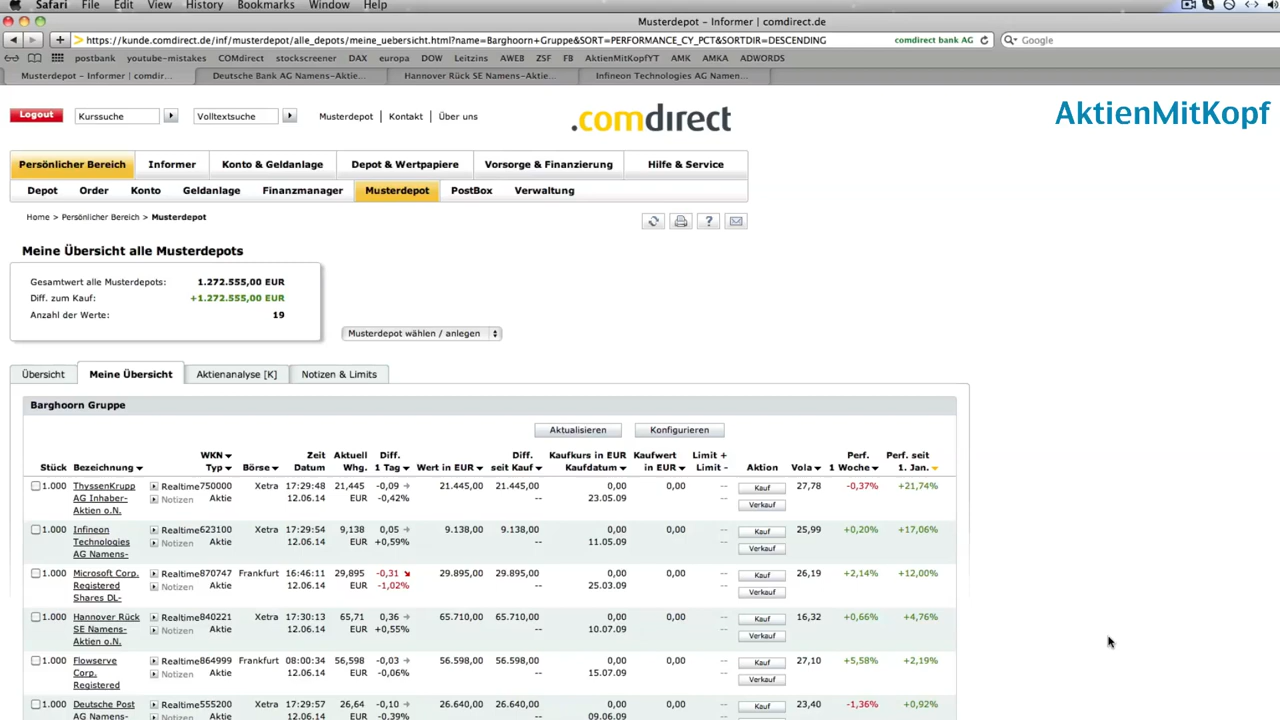 Safari File Edit View History Bookmarks Window Help
Musterdepot – Informer | comdirect.de
https://kunde.comdirect.de/inf/musterdepot/alle_depots/meine_uebersicht.html?name=Barghoorn+Gruppe&SORT=PERFORMANCE_CY_PCT&SORTDIR=DESCENDING comdirect bank AG Google
postbank youtube-mistakes COMdirect stockscreener DAX europa DOW Leitzins AWEB ZSF FB AktienMitKopfYT AMK AMKA ADWORDS
Musterdepot – Informer | comdir... Deutsche Bank AG Namens-Aktie... Hannover Rück SE Namens-Aktie... Infineon Technologies AG Namen...
Logout Kurssuche Volltextsuche Musterdepot | Kontakt | Über uns
.comdirect
AktienMitKopf
Persönlicher Bereich Informer Konto & Geldanlage Depot & Wertpapiere Vorsorge & Finanzierung Hilfe & Service
Depot Order Konto Geldanlage Finanzmanager Musterdepot PostBox Verwaltung
Home > Persönlicher Bereich > Musterdepot
Meine Übersicht alle Musterdepots
Gesamtwert alle Musterdepots: 1.272.555,00 EUR
Diff. zum Kauf: +1.272.555,00 EUR
Anzahl der Werte: 19
Musterdepot wählen / anlegen
Übersicht Meine Übersicht Aktienanalyse [K] Notizen & Limits
Barghoorn Gruppe
Aktualisieren Konfigurieren
WKN Zeit Aktuell Diff. Diff. Kaufkurs in EUR Kaufwert Limit + Perf. Perf. seit
Stück Bezeichnung Typ Börse Datum Whg. 1 Tag Wert in EUR seit Kauf Kaufdatum in EUR Limit - Aktion Vola 1 Woche 1. Jan.
1.000 ThyssenKrupp Realtime 750000 Xetra 17:29:48 21,445 -0,09 21.445,00 21.445,00 0,00 0,00 -- Kauf 27,78 -0,37% +21,74%
AG Inhaber- Notizen Aktie 12.06.14 EUR -0,42% -- 23.05.09 -- Verkauf
Aktien o.N.
1.000 Infineon Realtime 623100 Xetra 17:29:54 9,138 0,05 9.138,00 9.138,00 0,00 0,00 -- Kauf 25,99 +0,20% +17,06%
Technologies Notizen Aktie 12.06.14 EUR +0,59% -- 11.05.09 -- Verkauf
AG Namens-
1.000 Microsoft Corp. Realtime 870747 Frankfurt 16:46:11 29,895 -0,31 29.895,00 29.895,00 0,00 0,00 -- Kauf 26,19 +2,14% +12,00%
Registered Notizen Aktie 12.06.14 EUR -1,02% -- 25.03.09 -- Verkauf
Shares DL-
1.000 Hannover Rück Realtime 840221 Xetra 17:30:13 65,71 0,36 65.710,00 65.710,00 0,00 0,00 -- Kauf 16,32 +0,66% +4,76%
SE Namens- Notizen Aktie 12.06.14 EUR +0,55% -- 10.07.09 -- Verkauf
Aktien o.N.
1.000 Flowserve Realtime 864999 Frankfurt 08:00:34 56,598 -0,03 56.598,00 56.598,00 0,00 0,00 -- Kauf 27,10 +5,58% +2,19%
Corp. Notizen Aktie 12.06.14 EUR -0,06% -- 15.07.09 -- Verkauf
Registered
1.000 Deutsche Post Realtime 555200 Xetra 17:29:57 26,64 -0,10 26.640,00 26.640,00 0,00 0,00 -- Kauf 23,40 -1,36% +0,92%
AG Namens- Notizen Aktie 12.06.14 EUR -0,39% -- 09.06.09 --